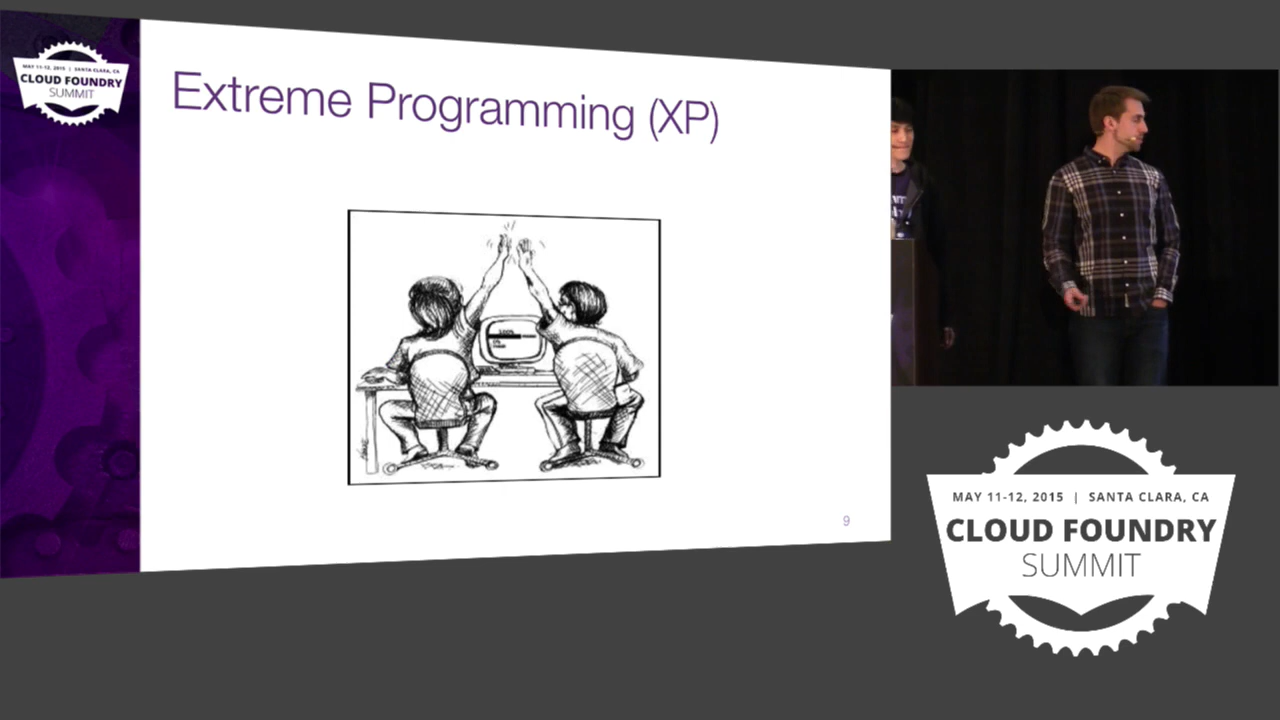 MAY 11-12, 2015 | SANTA CLARA, CA
CLOUD FOUNDRY
SUMMIT
Extreme Programming (XP)
9
MAY 11-12, 2015 | SANTA CLARA, CA
CLOUD FOUNDRY
SUMMIT